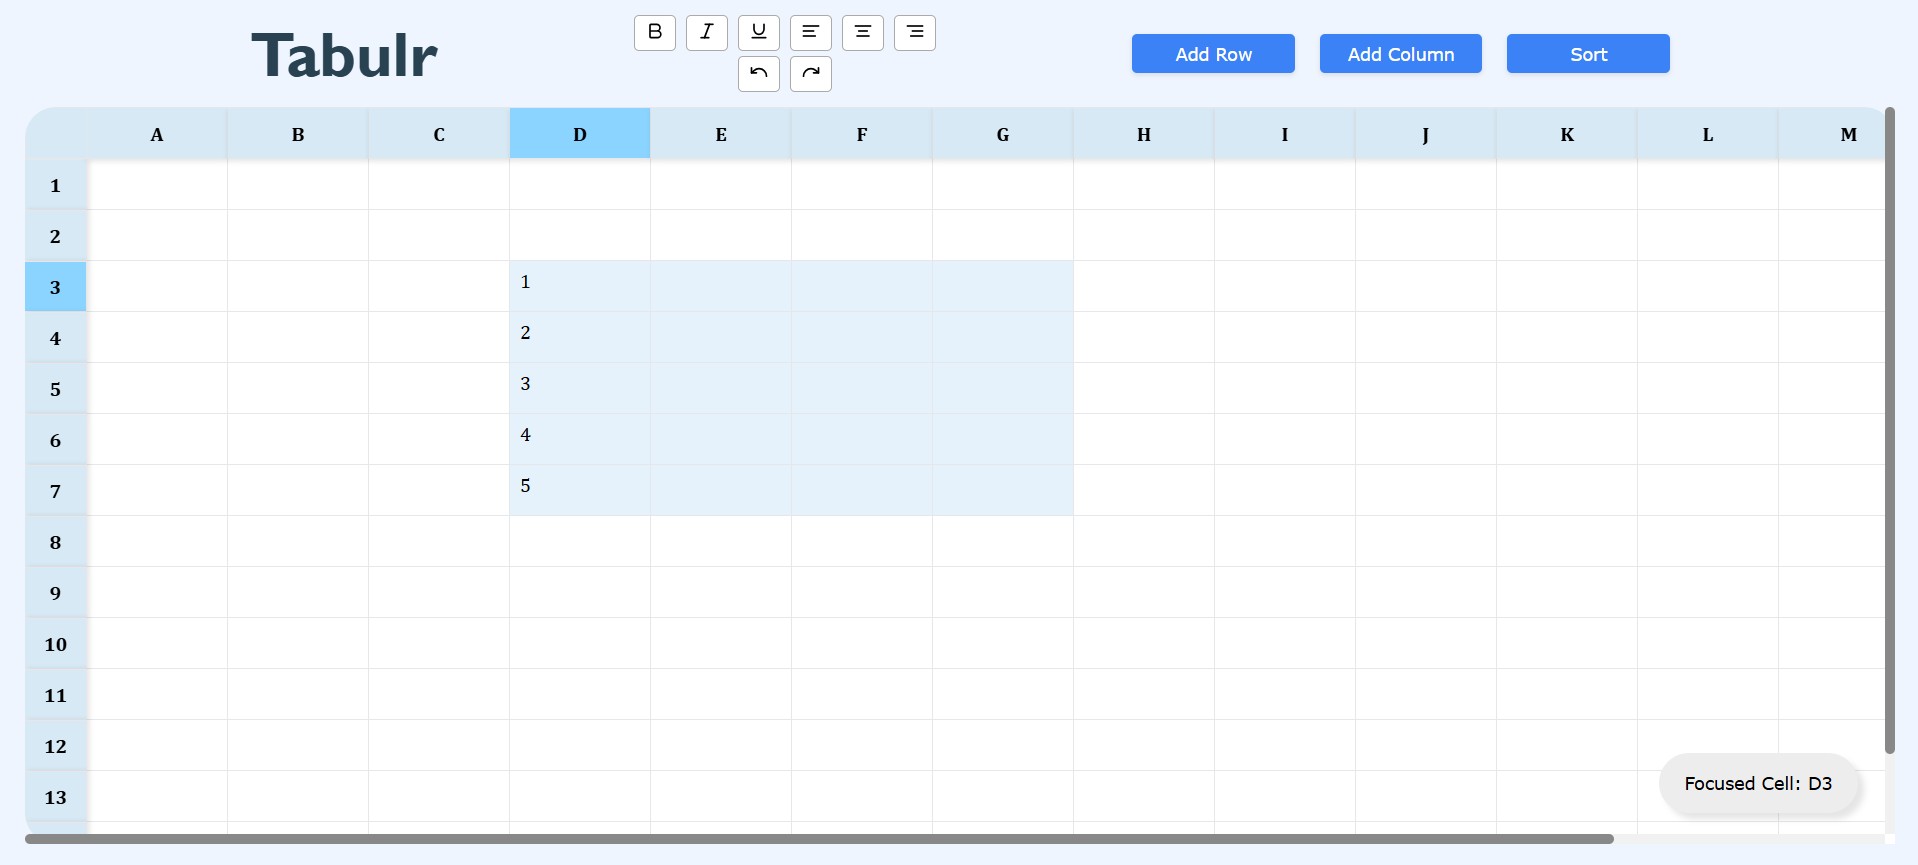 Tabulr
B I U
Add Row Add Column Sort
A B C D E F G H I J K L M
1
2
3 1
4 2
5 3
6 4
7 5
8
9
10
11
12
13
Focused Cell: D3